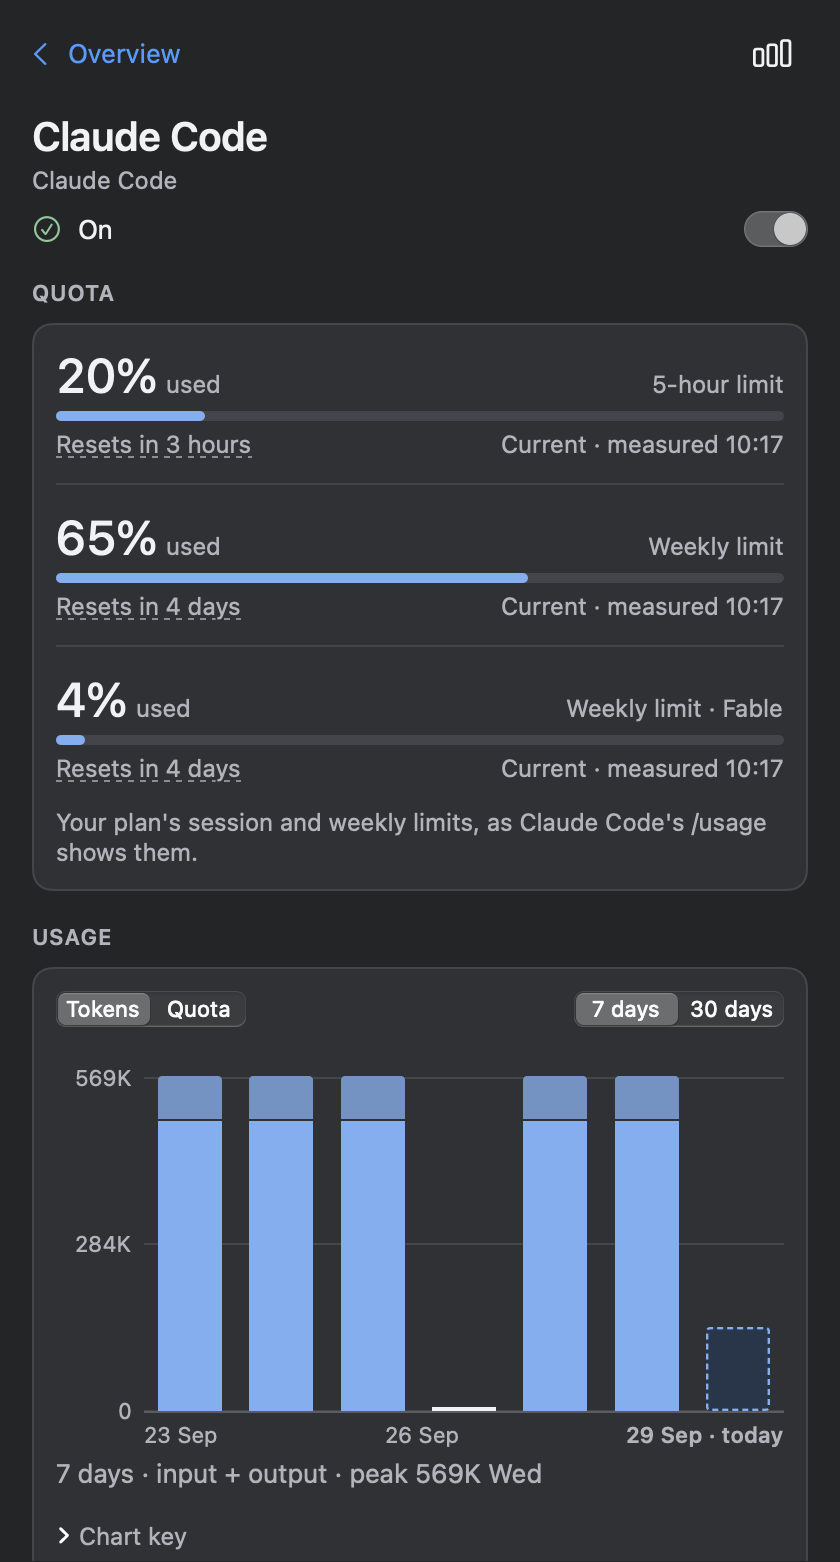 Overview
Claude Code
Claude Code
On
QUOTA
20% used 5-hour limit
Resets in 3 hours Current · measured 10:17
65% used Weekly limit
Resets in 4 days Current · measured 10:17
4% used Weekly limit · Fable
Resets in 4 days Current · measured 10:17
Your plan's session and weekly limits, as Claude Code's /usage
shows them.
USAGE
Tokens Quota 7 days 30 days
569K
284K
0
23 Sep 26 Sep 29 Sep · today
7 days · input + output · peak 569K Wed
Chart key